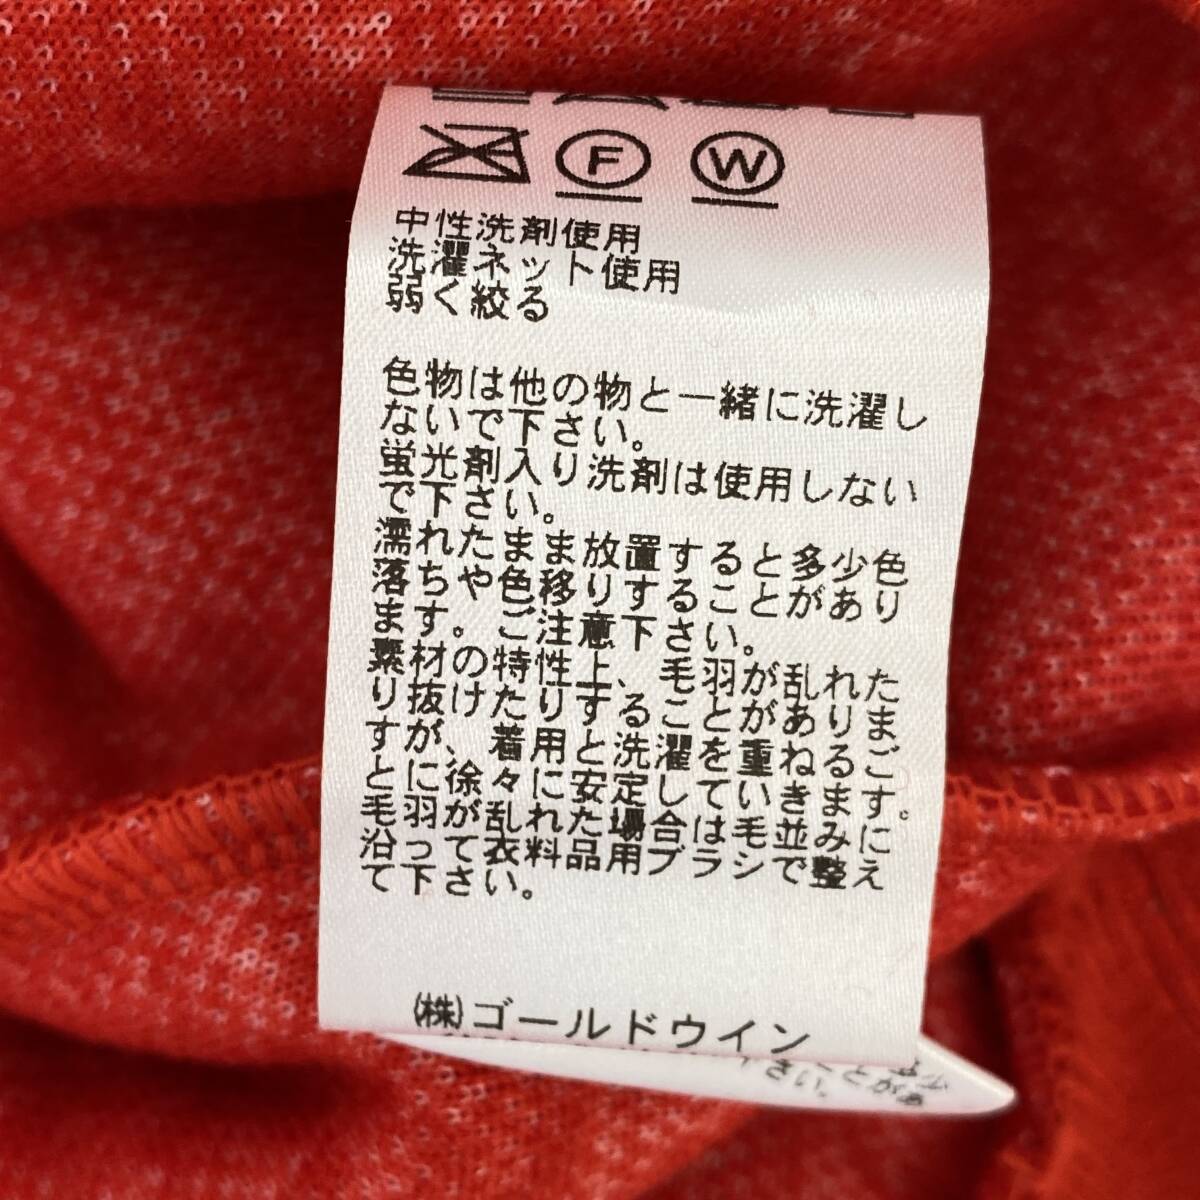 F W
中性洗剤使用
洗濯ネット使用
弱く絞る
色物は他の物と一緒に洗濯し
ないで下さい。
蛍光剤入り洗剤は使用しない
で下さい。
濡れたまま放置すると多少色
落ちや色移りすることがあり
ます。ご注意下さい。
素材の特性上、毛羽が乱れた
り抜けたりすることがありま
すが、着用と洗濯を重ねるご
とに徐々に安定していきます。
毛羽が乱れた場合は毛並みに
沿って衣料品用ブラシで整え
て下さい。
(株)ゴールドウイン